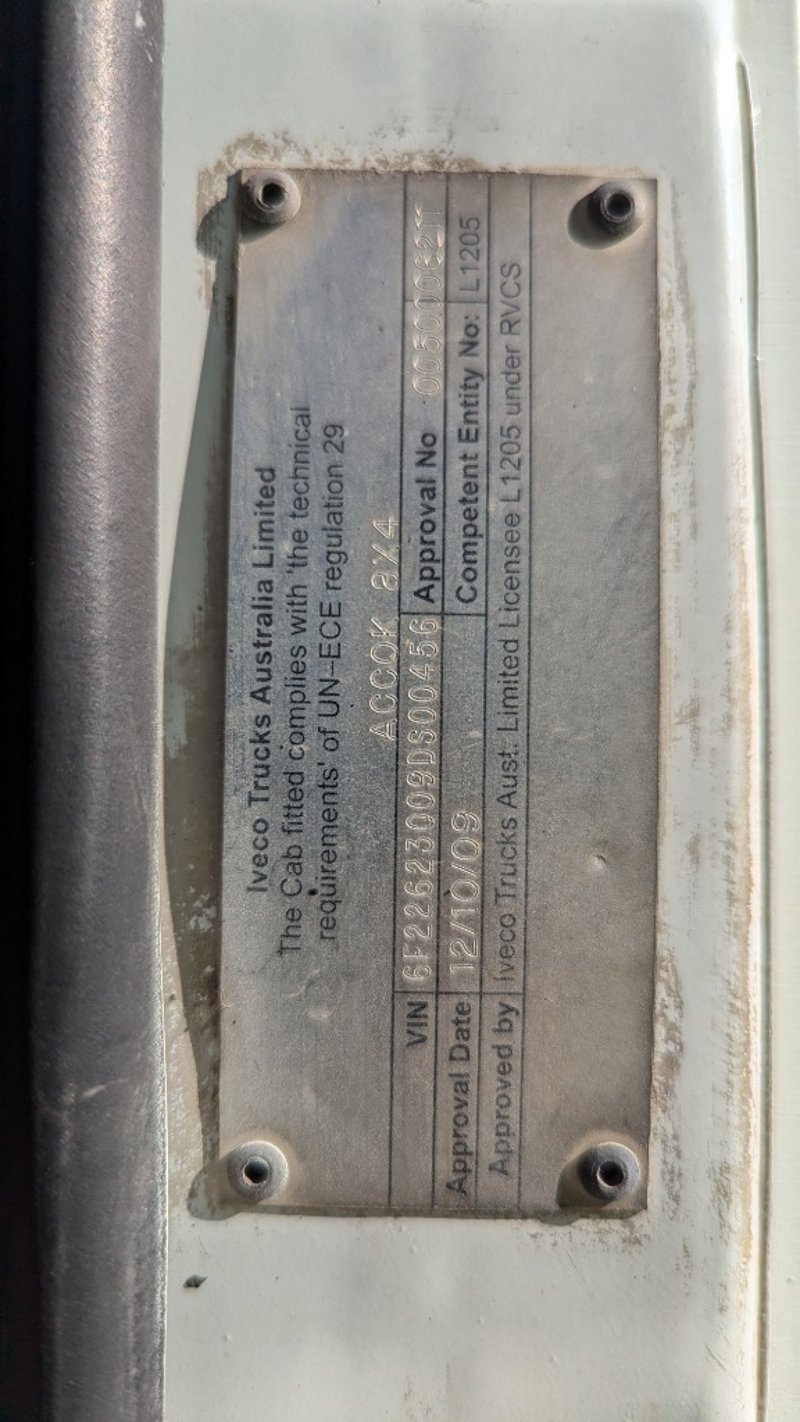 Iveco Trucks Australia Limited
The Cab fitted complies with 'the technical
requirements' of UN-ECE regulation 29
ACCOK 8X4
VIN 6F22623009D600456 Approval No
Approval Date 12/10/09 Competent Entity No: L1205
Approved by Iveco Trucks Aust. Limited Licensee L1205 under RVCS